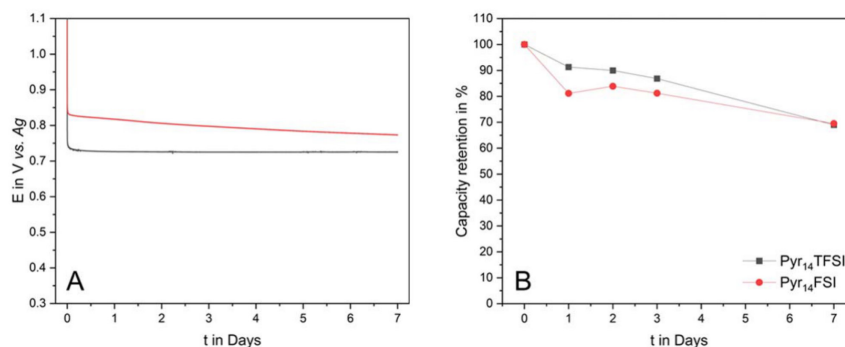 1.1
1.0
0.9
0.8
0.7
0.6
0.5
0.4
0.3
E in V vs. Ag
A
0 1 2 3 4 5 6 7
t in Days
100
90
80
70
60
50
40
30
20
10
0
Capacity retention in %
B
Pyr₁₄TFSI
Pyr₁₄FSI
0 1 2 3 4 5 6 7
t in Days